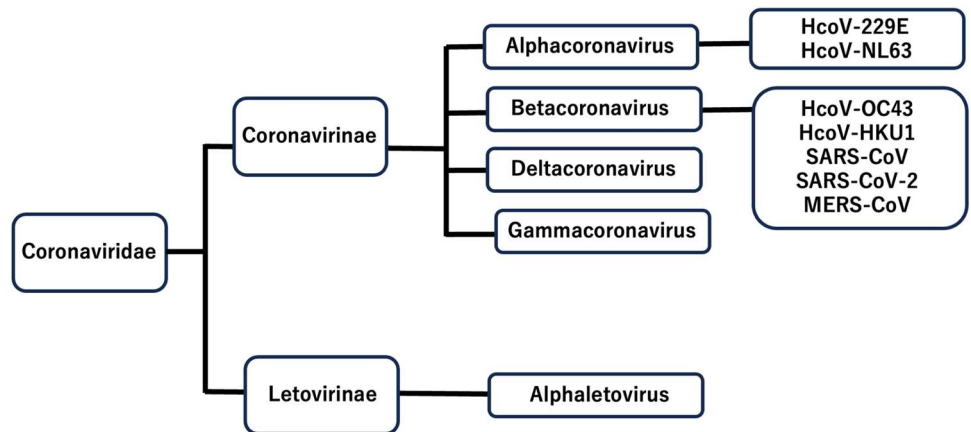 Coronaviridae
Coronavirinae
Alphacoronavirus
HcoV-229E
HcoV-NL63
Betacoronavirus
HcoV-OC43
HcoV-HKU1
SARS-CoV
SARS-CoV-2
MERS-CoV
Deltacoronavirus
Gammacoronavirus
Letovirinae
Alphaletovirus